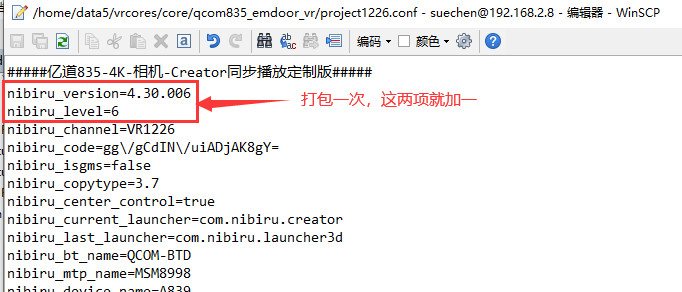 /home/data5/vrcores/core/qcom835_emdoor_vr/project1226.conf - suechen@192.168.2.8 - 编辑器 - WinSCP
编码 颜色
#####亿道835-4K-相机-Creator同步播放定制版#####
nibiru_version=4.30.006
nibiru_level=6
打包一次，这两项就加一
nibiru_channel=VR1226
nibiru_code=gg\/gCdIN\/uiADjAK8gY=
nibiru_isgms=false
nibiru_copytype=3.7
nibiru_center_control=true
nibiru_current_launcher=com.nibiru.creator
nibiru_last_launcher=com.nibiru.launcher3d
nibiru_bt_name=QCOM-BTD
nibiru_mtp_name=MSM8998
nibiru_device_name=A839